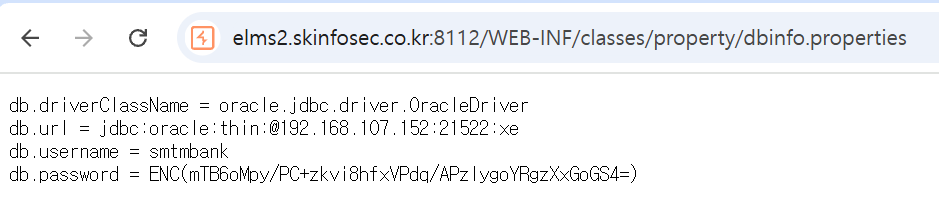 elms2.skinfosec.co.kr:8112/WEB-INF/classes/property/dbinfo.properties
db.driverClassName = oracle.jdbc.driver.OracleDriver
db.url = jdbc:oracle:thin:@192.168.107.152:21522:xe
db.username = smtmbank
db.password = ENC(mTB6oMpy/PC+zkvi8hfxVPdq/APzIygoYRgzXxGoGS4=)